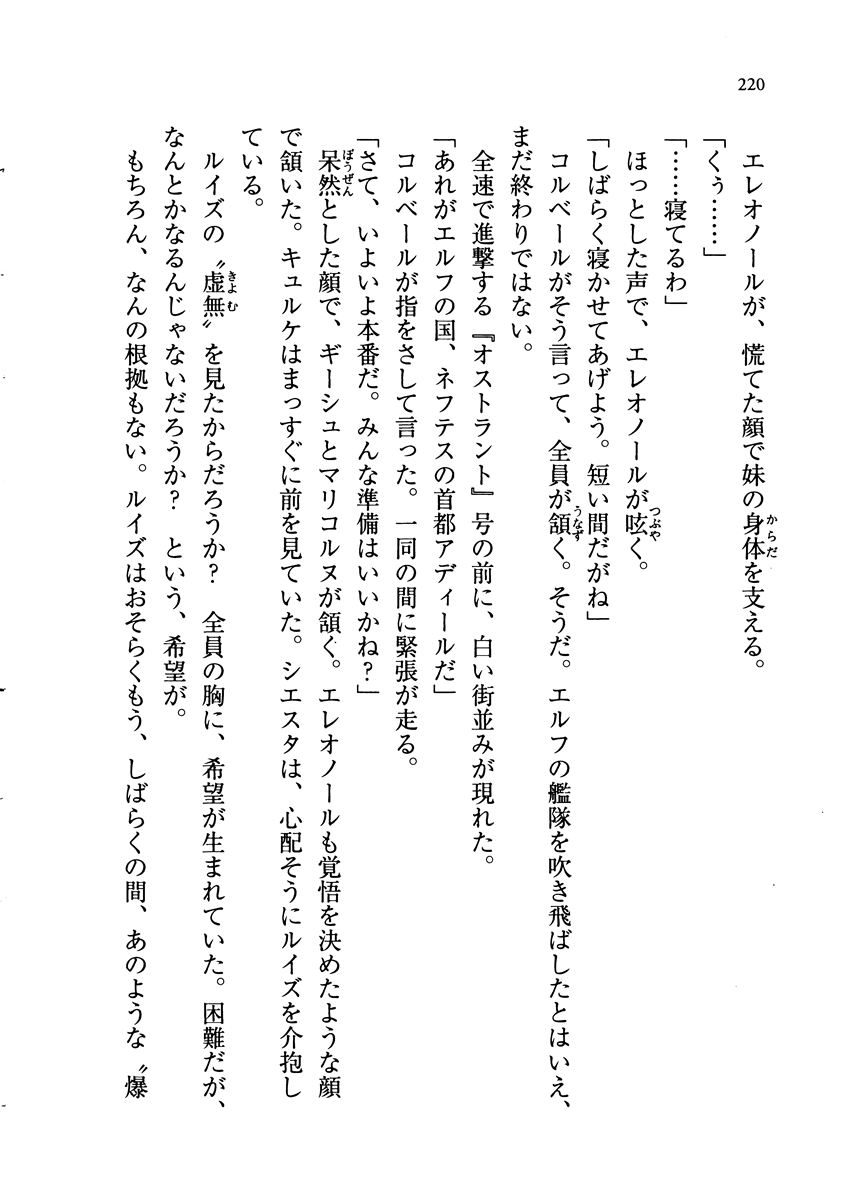 220
エレオノールが、慌てた顔で妹の身体を支える。
「くぅ……」
「……寝てるわ」
ほっとした声で、エレオノールが呟く。
「しばらく寝かせてあげよう。短い間だがね」
コルベールがそう言って、全員が頷く。そうだ。エルフの艦隊を吹き飛ばしたとはいえ、
まだ終わりではない。
全速で進撃する『オストラント』号の前に、白い街並みが現れた。
「あれがエルフの国、ネフテスの首都アディールだ」
コルベールが指をさして言った。一同の間に緊張が走る。
「さて、いよいよ本番だ。みんな準備はいいかね?」
呆然とした顔で、ギーシュとマリコルヌが頷く。エレオノールも覚悟を決めたような顔
で頷いた。キュルケはまっすぐに前を見ていた。シエスタは、心配そうにルイズを介抱し
ている。
ルイズの〝虚無〟を見たからだろうか? 全員の胸に、希望が生まれていた。困難だが、
なんとかなるんじゃないだろうか? という、希望が。
もちろん、なんの根拠もない。ルイズはおそらくもう、しばらくの間、あのような〝爆